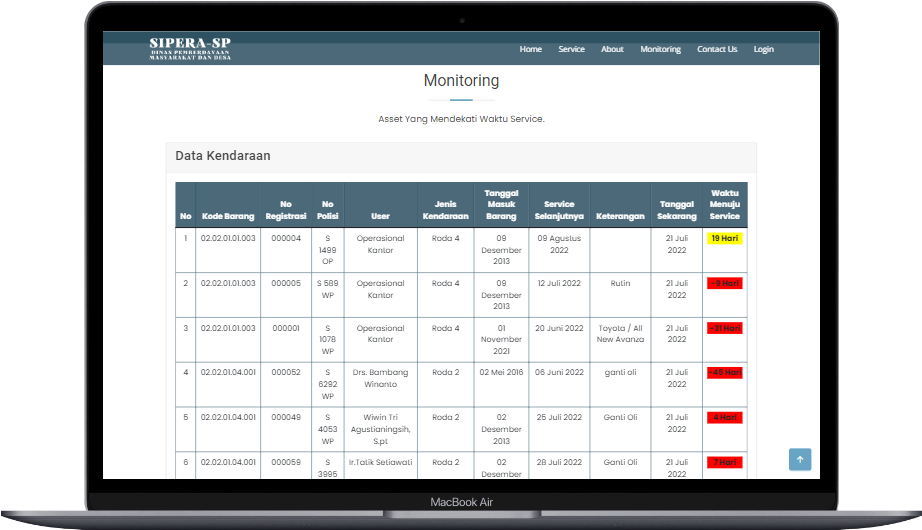 SIPERA-SP
DINAS PEMBERDAYAAN
MASYARAKAT DAN DESA
Home Service About Monitoring Contact Us Login
Monitoring
Asset Yang Mendekati Waktu Service.
Data Kendaraan
No Kode Barang No Registrasi No Polisi User Jenis Kendaraan Tanggal Masuk Barang Service Selanjutnya Keterangan Tanggal Sekarang Waktu Menuju Service
1 02.02.01.01.003 000004 S 1499 OP Operasional Kantor Roda 4 09 Desember 2013 09 Agustus 2022 21 Juli 2022 19 Hari
2 02.02.01.01.003 000005 S 589 WP Operasional Kantor Roda 4 09 Desember 2013 12 Juli 2022 Rutin 21 Juli 2022 -9 Hari
3 02.02.01.01.003 000001 S 1078 WP Operasional Kantor Roda 4 01 November 2021 20 Juni 2022 Toyota / All New Avanza 21 Juli 2022 -31 Hari
4 02.02.01.04.001 000052 S 6292 WP Drs. Bambang Winanto Roda 2 02 Mei 2016 06 Juni 2022 ganti oli 21 Juli 2022 -45 Hari
5 02.02.01.04.001 000049 S 4053 WP Wiwin Tri Agustianingsih, S.pt Roda 2 02 Desember 2013 25 Juli 2022 Ganti Oli 21 Juli 2022 4 Hari
6 02.02.01.04.001 000059 S 3995 Ir.Tatik Setiawati Roda 2 02 Desember 28 Juli 2022 Ganti Oli 21 Juli 2022 7 Hari
MacBook Air